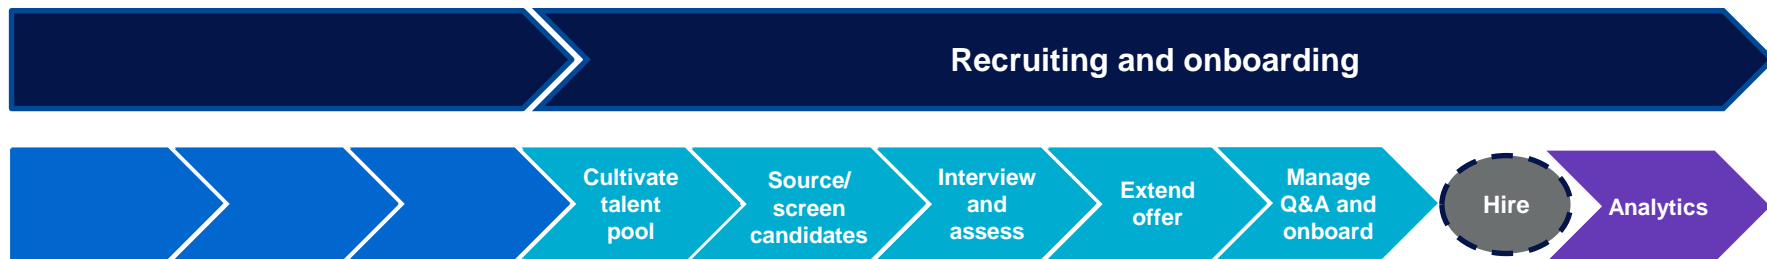 Recruiting and onboarding
Cultivate
talent
pool
Source/
screen
candidates
Interview
and
assess
Extend
offer
Manage
Q&A and
onboard
Hire
Analytics